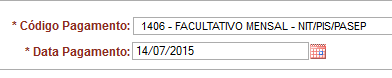 * Código Pagamento: 1406 - FACULTATIVO MENSAL - NIT/PIS/PASEP
* Data Pagamento: 14/07/2015